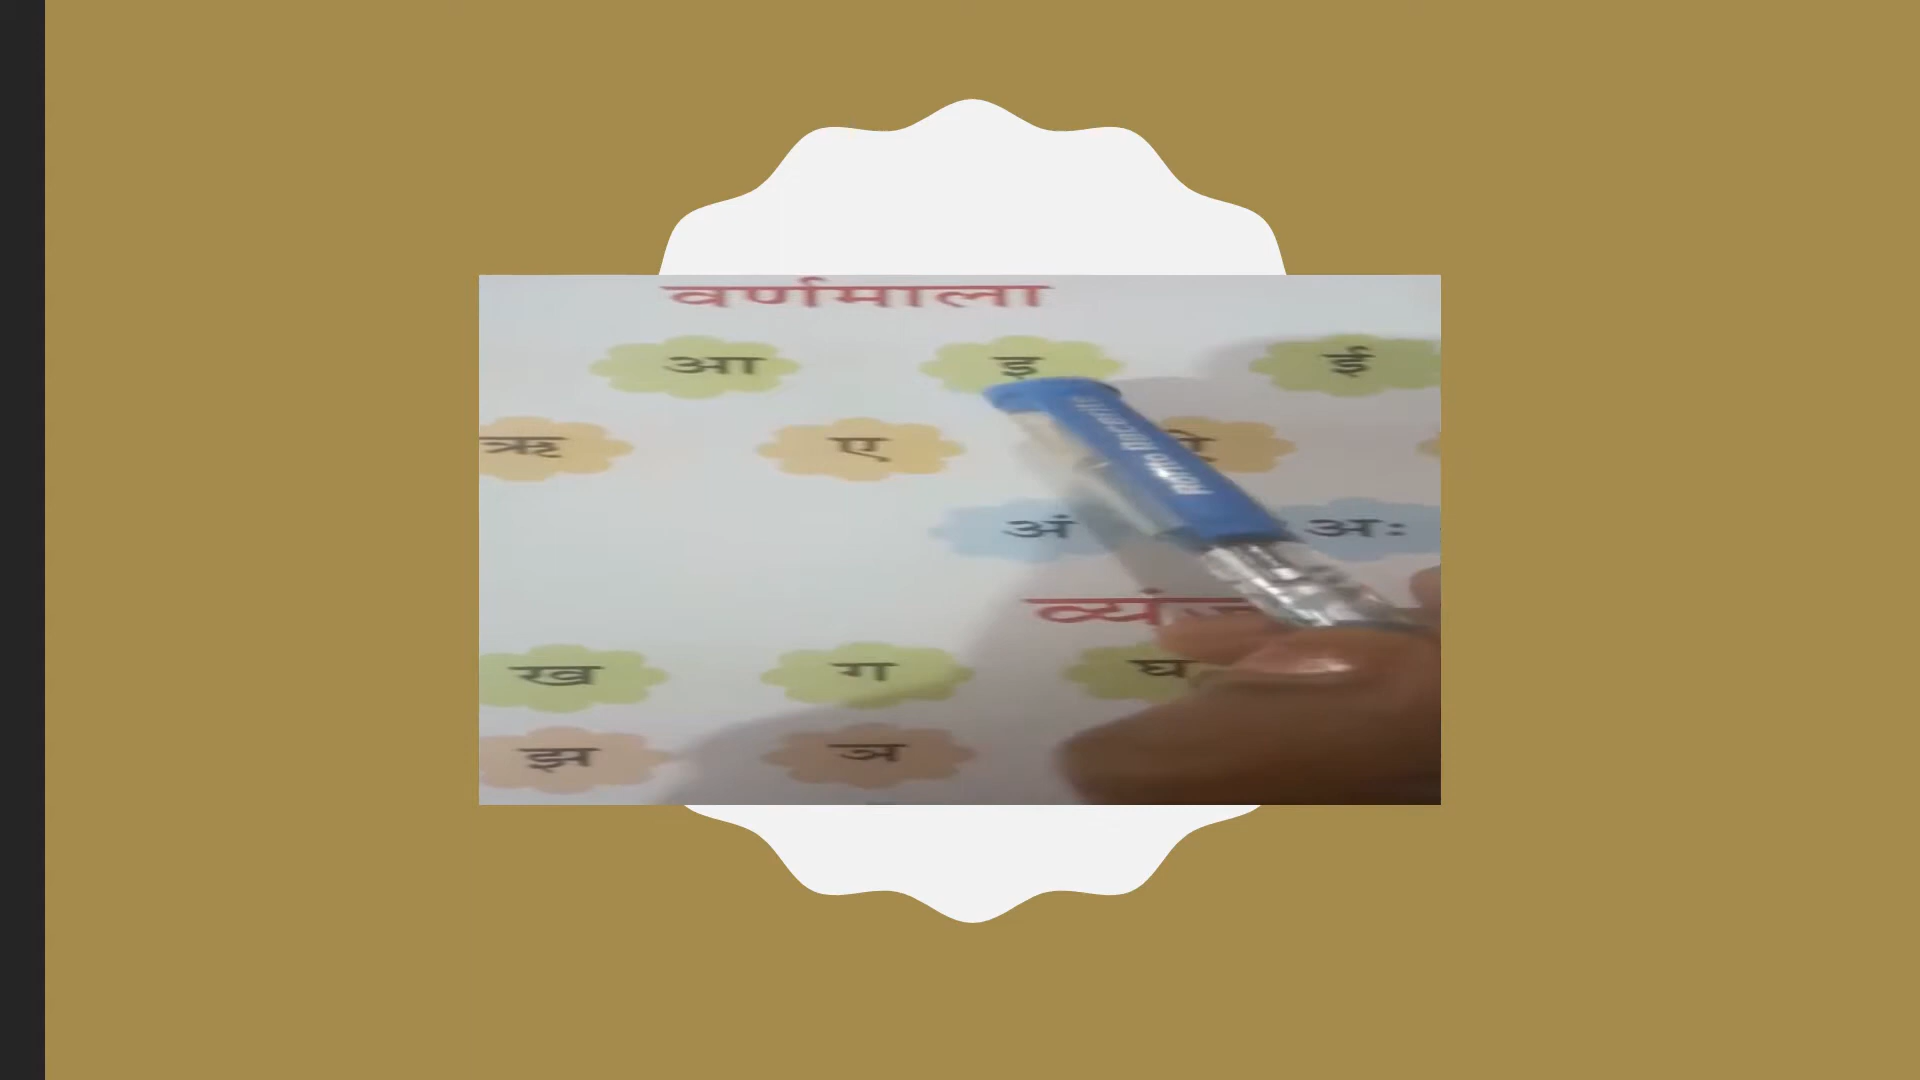 वर्णमाला
आ इ ई
ऋ ए
अं अः
ख ग घ
झ ञ